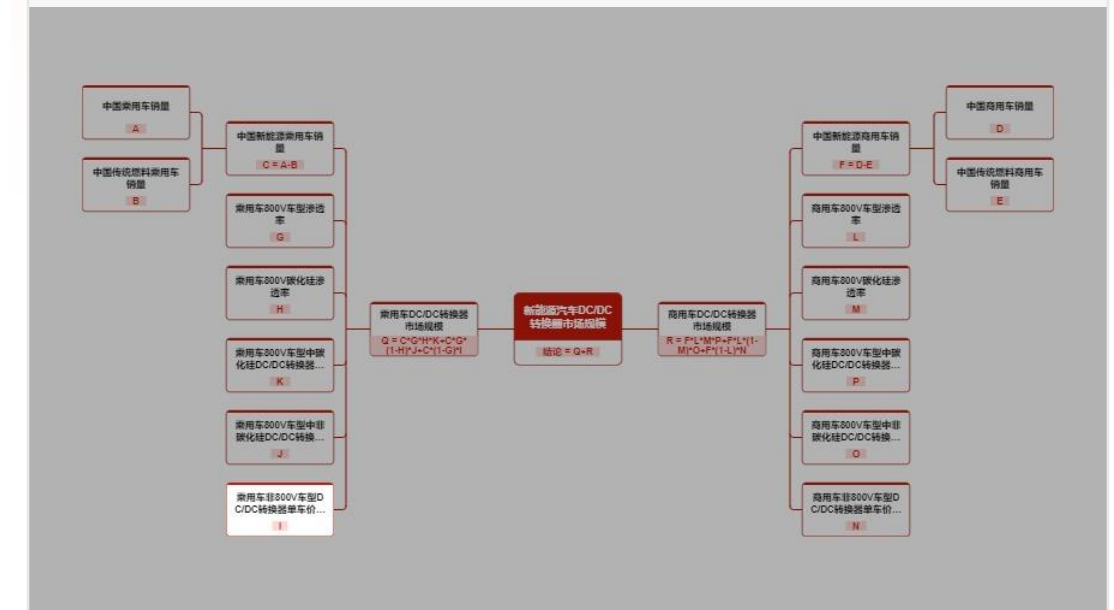 中国乘用车销量
A
中国传统燃料乘用车
销量
B
中国新能源乘用车销
量
C = A-B
乘用车800V车型渗透
率
G
乘用车800V碳化硅渗
透率
H
乘用车800V车型中碳
化硅DC/DC转换器...
K
乘用车800V车型中非
碳化硅DC/DC转换...
J
乘用车非800V车型D
C/DC转换器单车价...
I
乘用车DC/DC转换器
市场规模
Q = C*G*H*K+C*G*
(1-H)*J+C*(1-G)*I
新能源汽车DC/DC
转换器市场规模
结论 = Q+R
商用车DC/DC转换器
市场规模
R = F*L*M*P+F*L*(1-
M)*O+F*(1-L)*N
中国新能源商用车销
量
F = D-E
商用车800V车型渗透
率
L
商用车800V碳化硅渗
透率
M
商用车800V车型中碳
化硅DC/DC转换器...
P
商用车800V车型中非
碳化硅DC/DC转换...
O
商用车非800V车型D
C/DC转换器单车价...
N
中国商用车销量
D
中国传统燃料商用车
销量
E